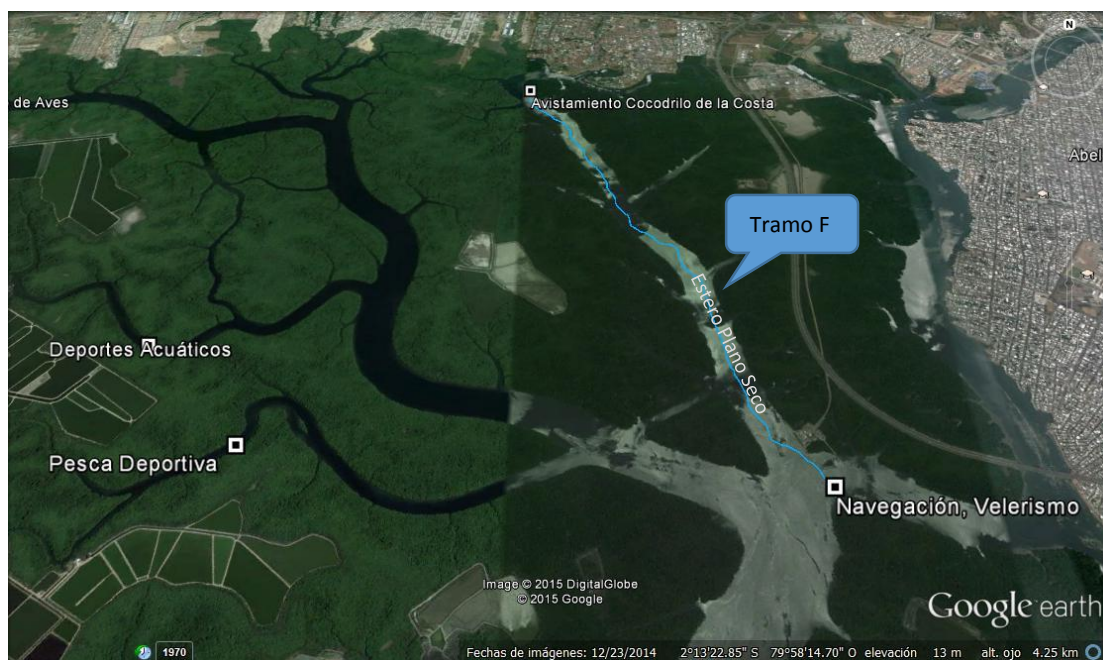 N
de Aves
Avistamiento Cocodrilo de la Costa
Abel
Tramo F
Estero Plano Seco
Deportes Acuáticos
Pesca Deportiva
Navegación, Velerismo
Image © 2015 DigitalGlobe
© 2015 Google
Google earth
1970
Fechas de imágenes: 12/23/2014 2°13'22.85" S 79°58'14.70" O elevación 13 m alt. ojo 4.25 km